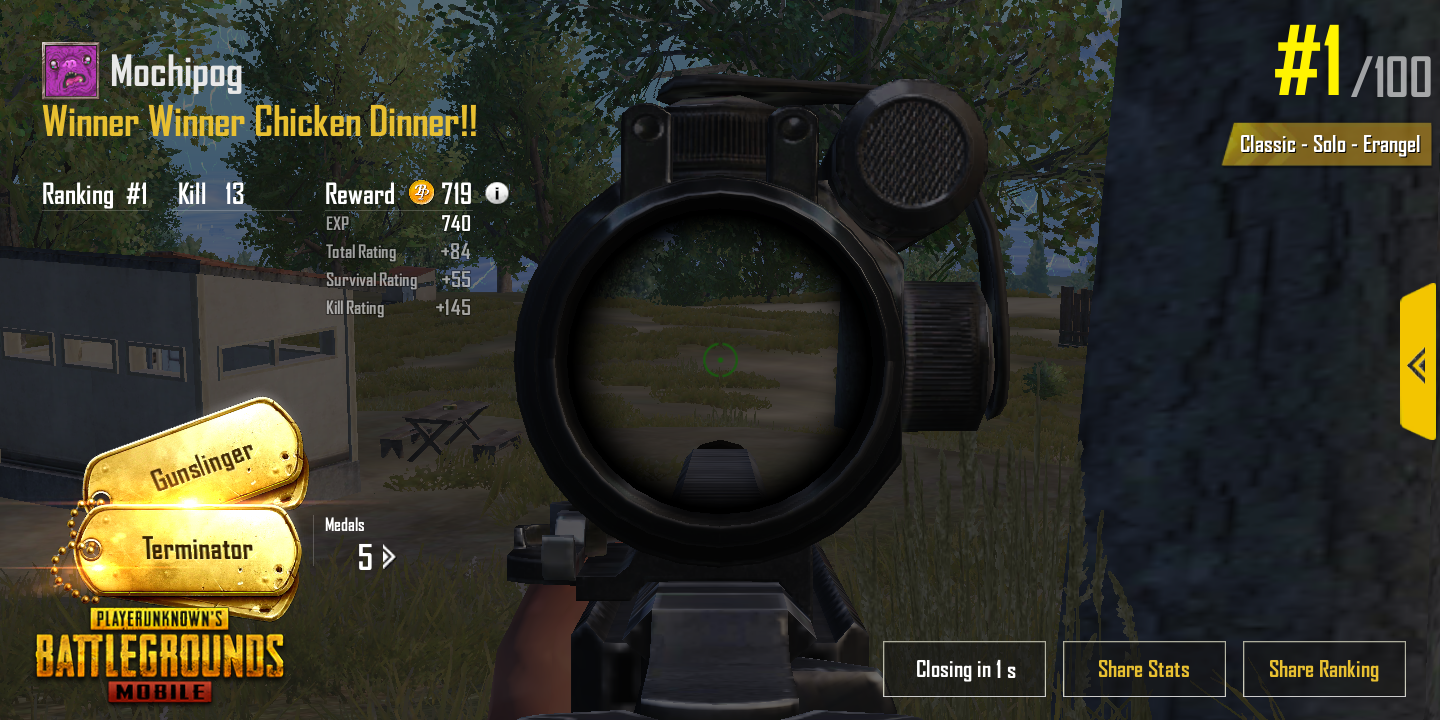 Mochipog
Winner Winner Chicken Dinner!!
Ranking #1 Kill 13
Reward 719
EXP 740
Total Rating +84
Survival Rating +55
Kill Rating +145
#1/100
Classic - Solo - Erangel
Gunslinger
Terminator
Medals
5
PLAYERUNKNOWN'S
BATTLEGROUNDS
MOBILE
Closing in 1 s
Share Stats
Share Ranking